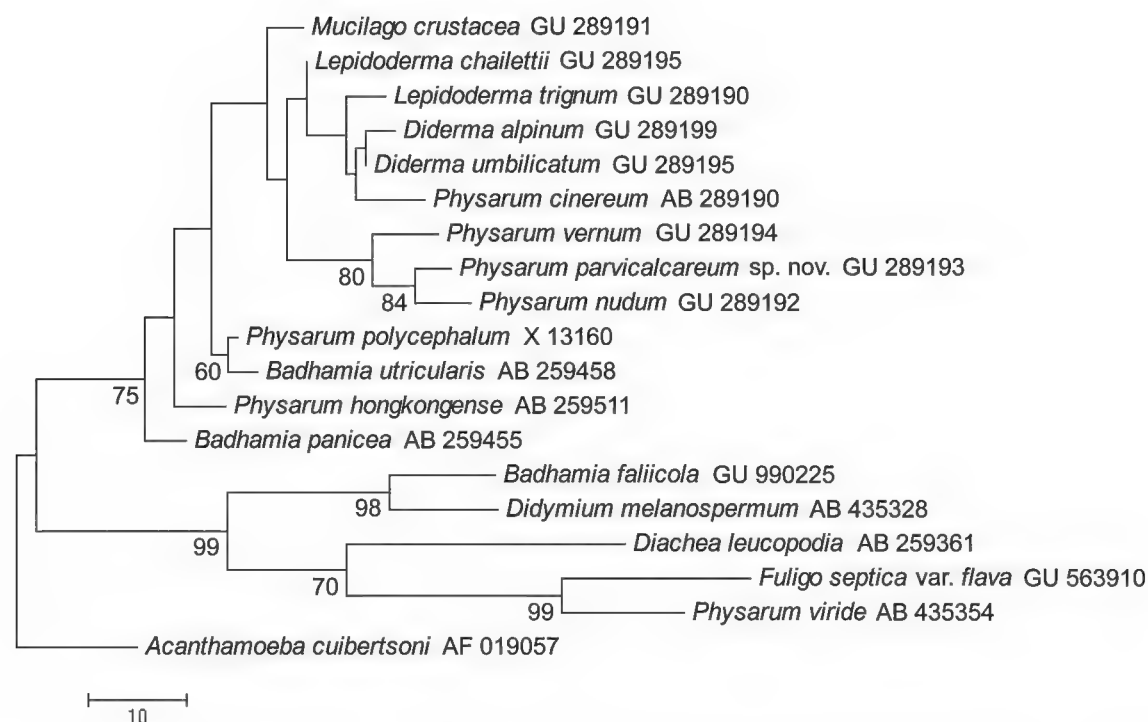 Mucilago crustacea GU 289191
Lepidoderma chailettii GU 289195
Lepidoderma trignum GU 289190
Diderma alpinum GU 289199
Diderma umbilicatum GU 289195
Physarum cinereum AB 289190
Physarum vernum GU 289194
80
Physarum parvicalcareum sp. nov. GU 289193
84
Physarum nudum GU 289192
Physarum polycephalum X 13160
60
Badhamia utricularis AB 259458
75
Physarum hongkongense AB 259511
Badhamia panicea AB 259455
Badhamia faliicola GU 990225
98
Didymium melanospermum AB 435328
99
Diachea leucopodia AB 259361
70
Fuligo septica var. flava GU 563910
99
Physarum viride AB 435354
Acanthamoeba cuibertsoni AF 019057
10